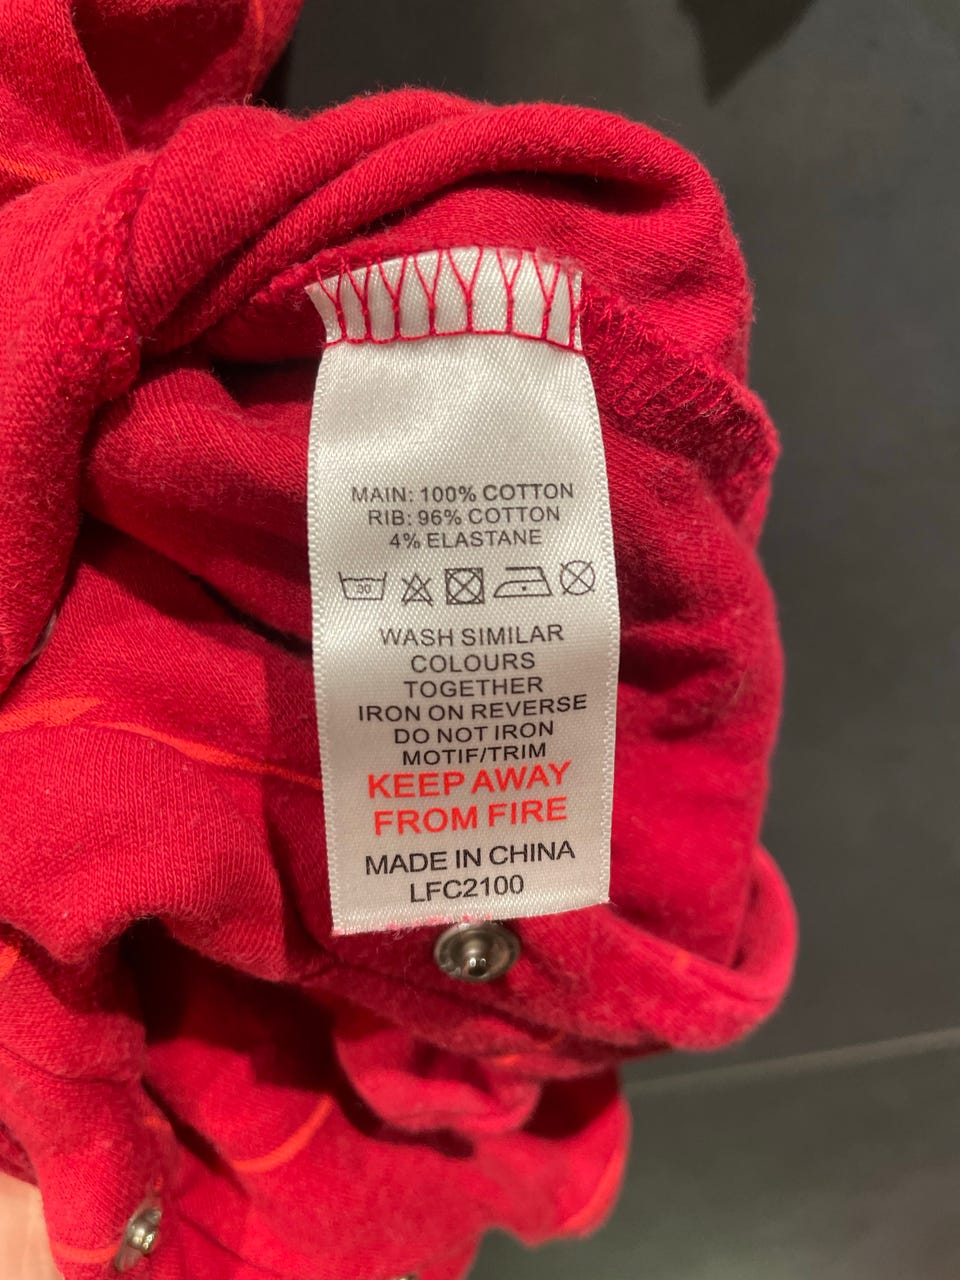 MAIN: 100% COTTON
RIB: 96% COTTON
4% ELASTANE
30
WASH SIMILAR
COLOURS
TOGETHER
IRON ON REVERSE
DO NOT IRON
MOTIF/TRIM
KEEP AWAY
FROM FIRE
MADE IN CHINA
LFC2100